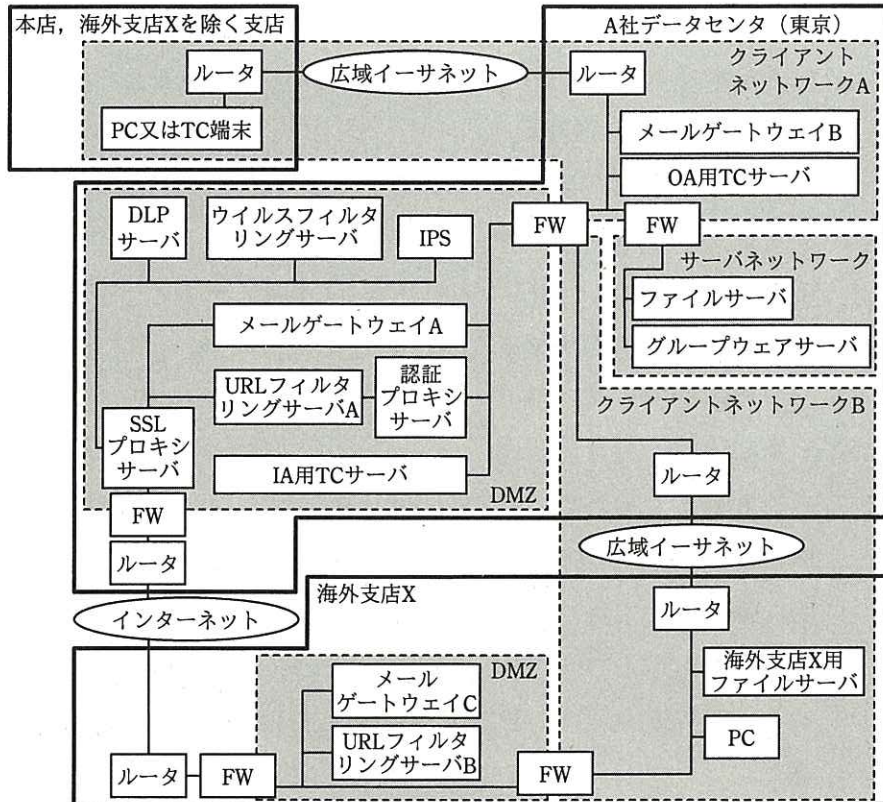 本店，海外支店Xを除く支店
A社データセンタ（東京）
ルータ
広域イーサネット
ルータ
クライアント
ネットワークA
PC又はTC端末
メールゲートウェイB
OA用TCサーバ
DLP
サーバ
ウイルスフィルタ
リングサーバ
IPS
FW
FW
サーバネットワーク
ファイルサーバ
グループウェアサーバ
メールゲートウェイA
URLフィルタ
リングサーバA
認証
プロキシ
サーバ
クライアントネットワークB
SSL
プロキシ
サーバ
IA用TCサーバ
DMZ
ルータ
FW
ルータ
広域イーサネット
海外支店X
インターネット
ルータ
メール
ゲートウェイC
DMZ
海外支店X用
ファイルサーバ
URLフィルタ
リングサーバB
PC
ルータ
FW
FW